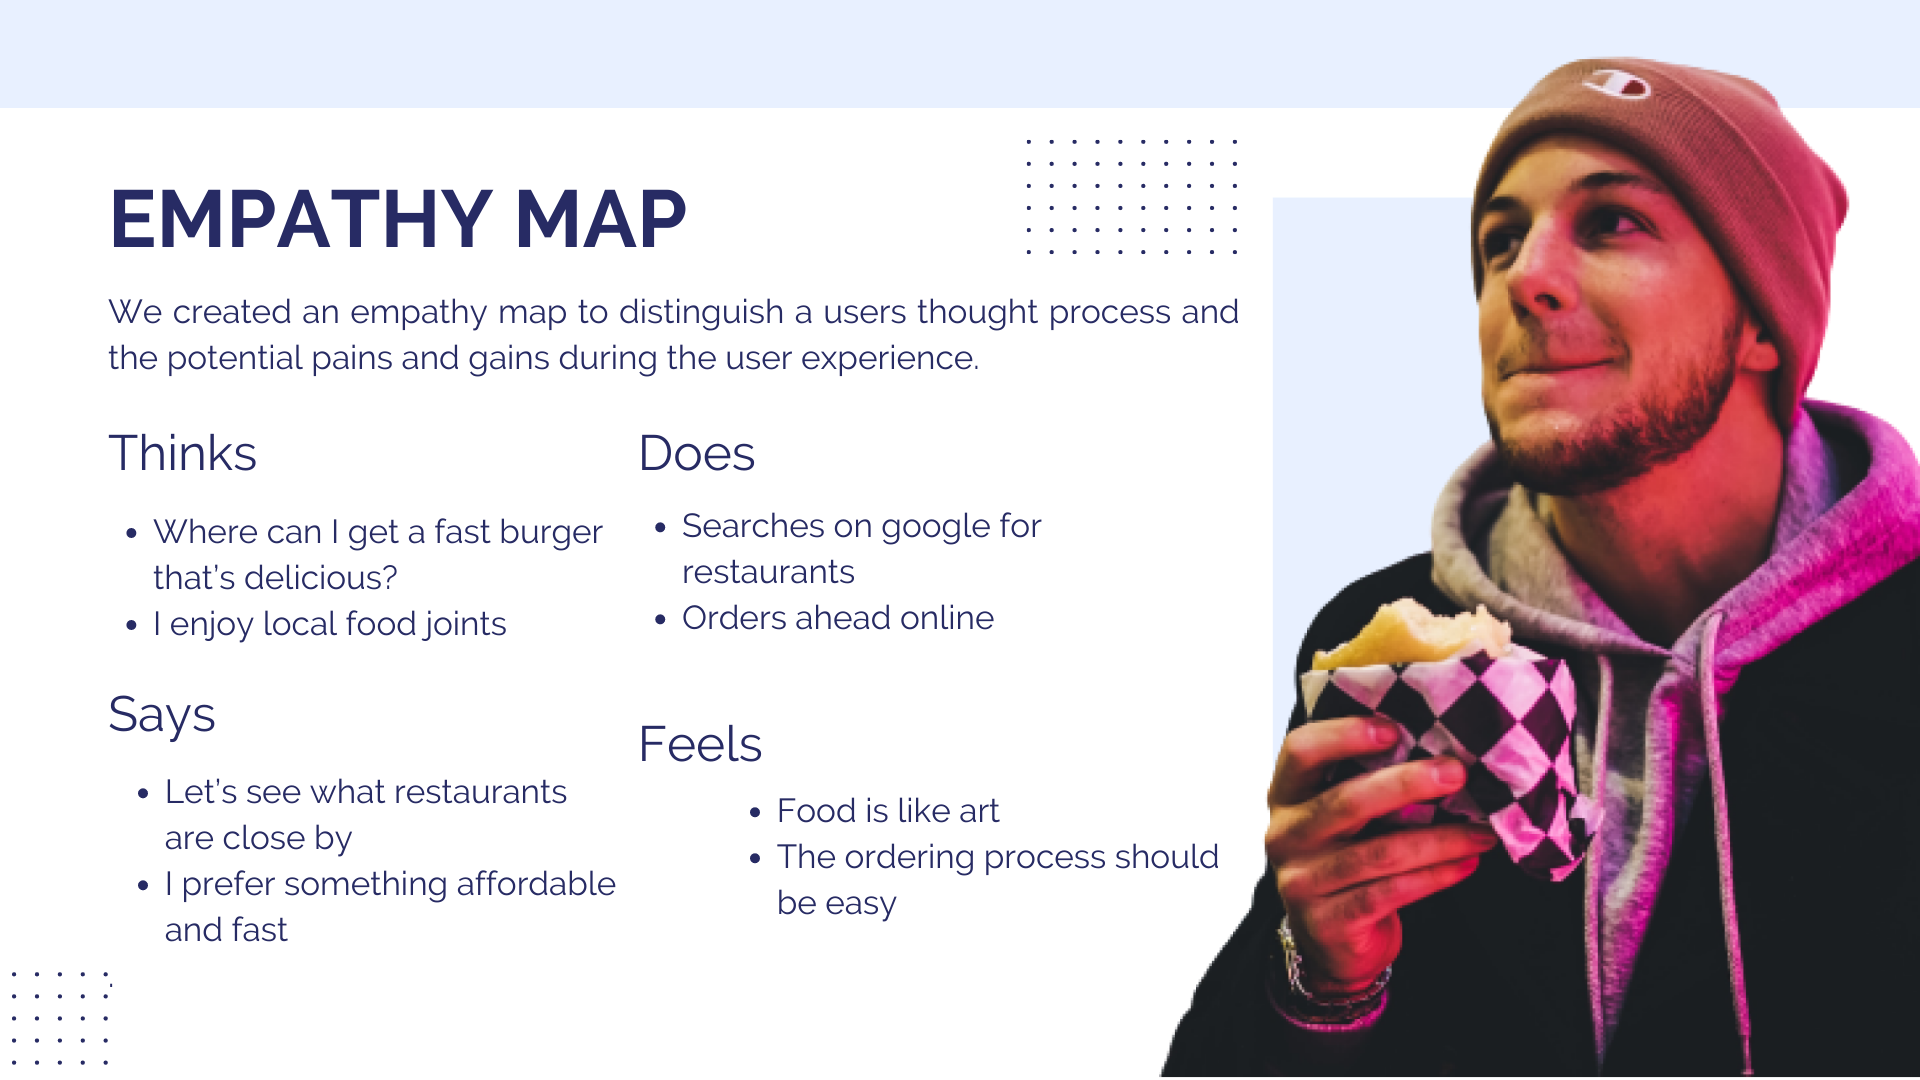 EMPATHY MAP
We created an empathy map to distinguish a users thought process and
the potential pains and gains during the user experience.
Thinks
• Where can I get a fast burger
that’s delicious?
• I enjoy local food joints
Does
• Searches on google for
restaurants
• Orders ahead online
Says
• Let’s see what restaurants
are close by
• I prefer something affordable
and fast
Feels
• Food is like art
• The ordering process should
be easy